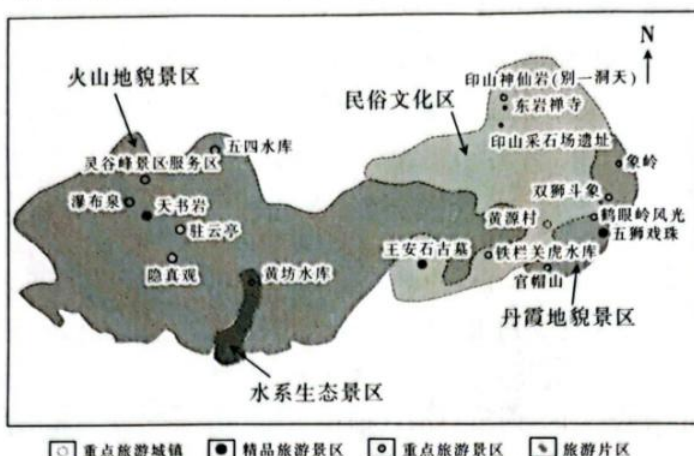 N
火山地貌景区
民俗文化区
印山神仙岩(别一洞天)
东岩禅寺
印山采石场遗址
五四水库
灵谷峰景区服务区
象岭
瀑布泉
天书岩
双狮斗象
驻云亭
黄源村
鹤眼岭风光
五狮戏珠
王安石古墓
铁栏关虎水库
隐真观
黄坊水库
官帽山
丹霞地貌景区
水系生态景区
重点旅游城镇 精品旅游景区 重点旅游景区 旅游片区